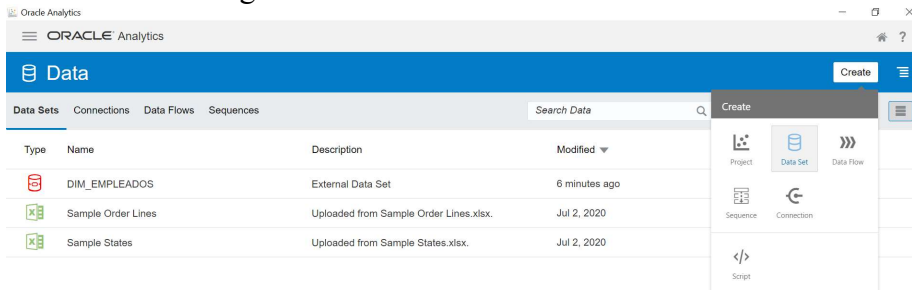 Oracle Analytics
ORACLE Analytics
?
Data
Create
Data Sets Connections Data Flows Sequences
Search Data
Create
Type Name Description Modified
Project Data Set Data Flow
DIM_EMPLEADOS External Data Set 6 minutes ago
Sample Order Lines Uploaded from Sample Order Lines.xlsx. Jul 2, 2020
Sequence Connection
Sample States Uploaded from Sample States.xlsx. Jul 2, 2020
Script